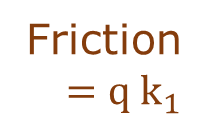 Friction
= q k₁